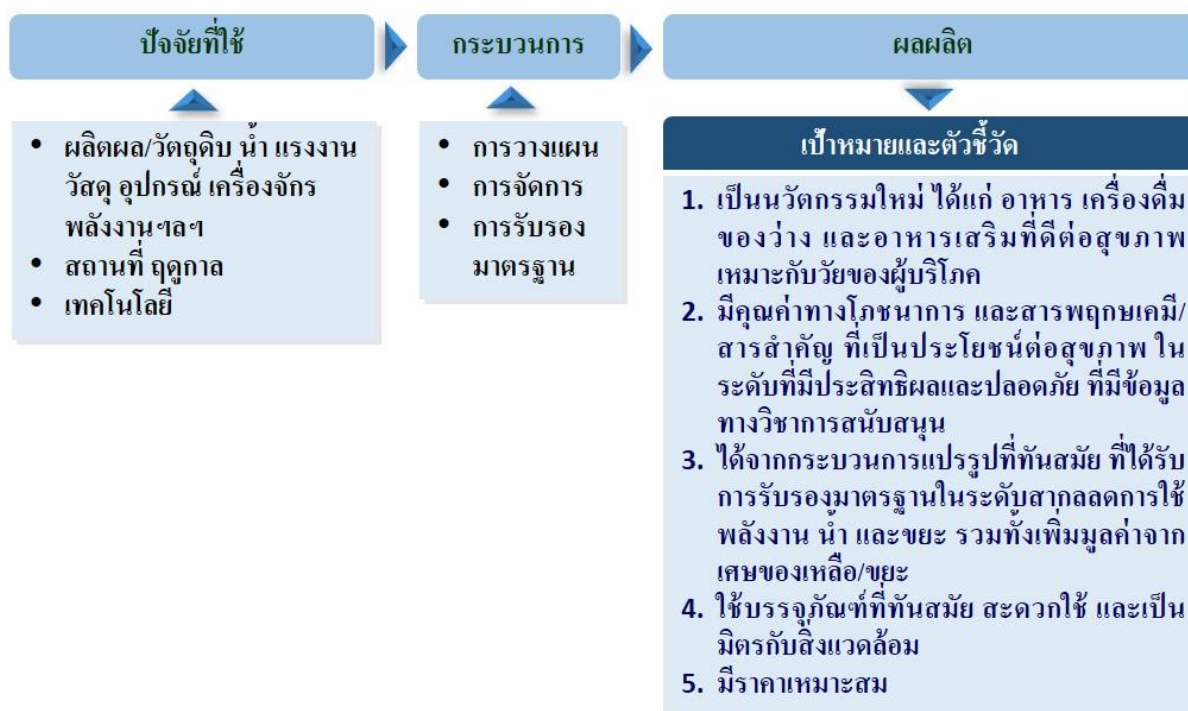 ปัจจัยที่ใช้
กระบวนการ
ผลผลิต
• ผลิตผล/วัตถุดิบ น้ำ แรงงาน
วัสดุ อุปกรณ์ เครื่องจักร
พลังงานฯลฯ
• สถานที่ ฤดูกาล
• เทคโนโลยี
• การวางแผน
• การจัดการ
• การรับรอง
มาตรฐาน
เป้าหมายและตัวชี้วัด
1. เป็นนวัตกรรมใหม่ ได้แก่ อาหาร เครื่องดื่ม
ของว่าง และอาหารเสริมที่ดีต่อสุขภาพ
เหมาะกับวัยของผู้บริโภค
2. มีคุณค่าทางโภชนาการ และสารพฤกษเคมี/
สารสำคัญ ที่เป็นประโยชน์ต่อสุขภาพ ใน
ระดับที่มีประสิทธิผลและปลอดภัย ที่มีข้อมูล
ทางวิชาการสนับสนุน
3. ได้จากกระบวนการแปรรูปที่ทันสมัย ที่ได้รับ
การรับรองมาตรฐานในระดับสากลลดการใช้
พลังงาน น้ำ และขยะ รวมทั้งเพิ่มมูลค่าจาก
เศษของเหลือ/ขยะ
4. ใช้บรรจุภัณฑ์ที่ทันสมัย สะดวกใช้ และเป็น
มิตรกับสิ่งแวดล้อม
5. มีราคาเหมาะสม